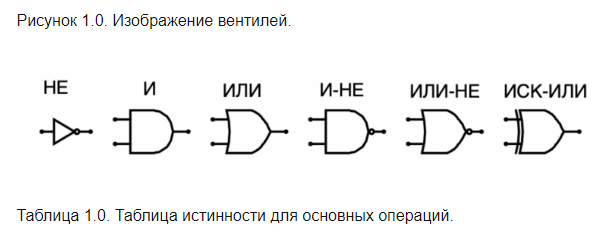 Рисунок 1.0. Изображение вентилей.
НЕ И ИЛИ И-НЕ ИЛИ-НЕ ИСК-ИЛИ
Таблица 1.0. Таблица истинности для основных операций.